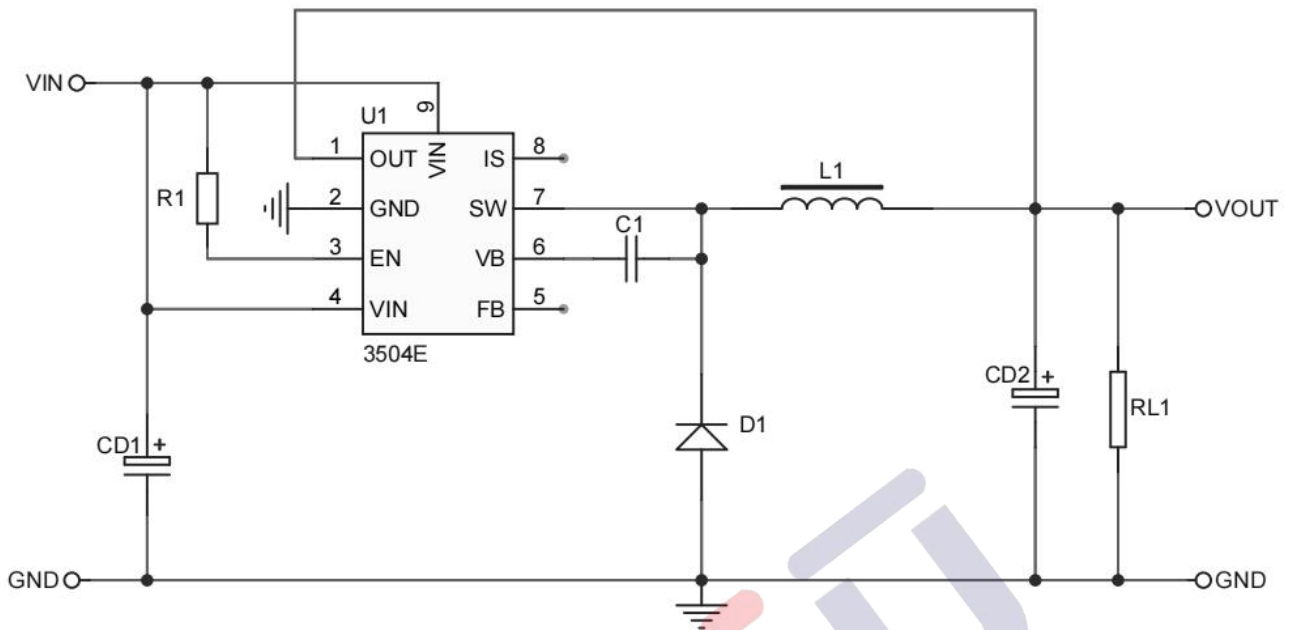 VIN
U1
9
1 OUT VIN IS 8
R1
2 GND SW 7
L1
VOUT
C1
3 EN VB 6
4 VIN FB 5
3504E
CD2 +
RL1
D1
CD1 +
GND
GND